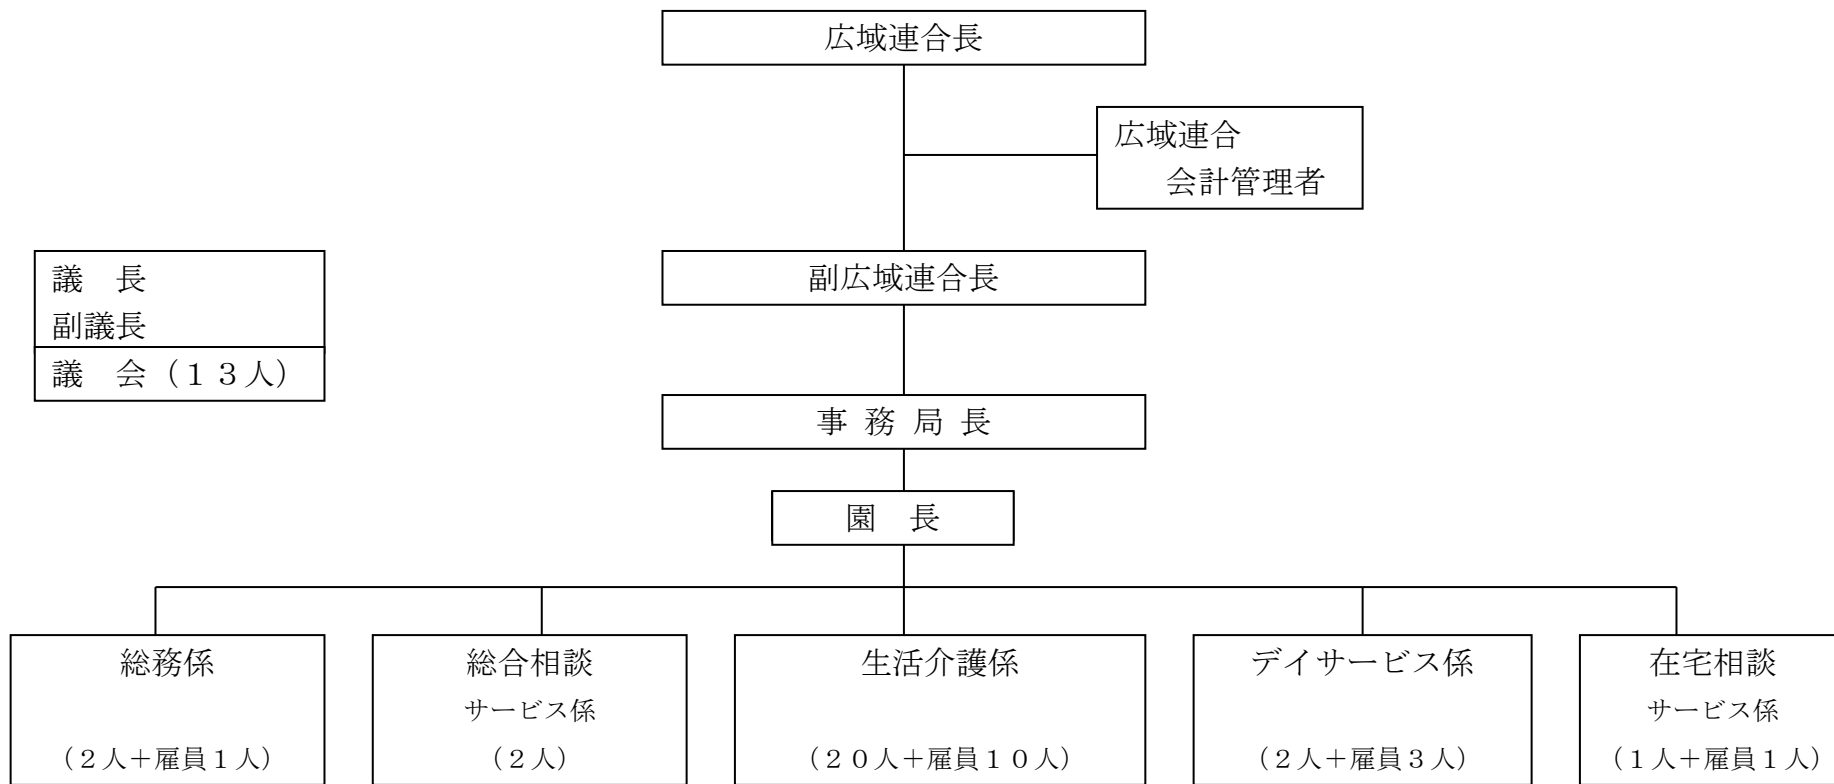 広域連合長
広域連合
会計管理者
副広域連合長
議　長
副議長
議　会（１３人）
事 務 局 長
園　長
総務係
（２人＋雇員１人）
総合相談
サービス係
（２人）
生活介護係
（２０人＋雇員１０人）
デイサービス係
（２人＋雇員３人）
在宅相談
サービス係
（１人＋雇員１人）